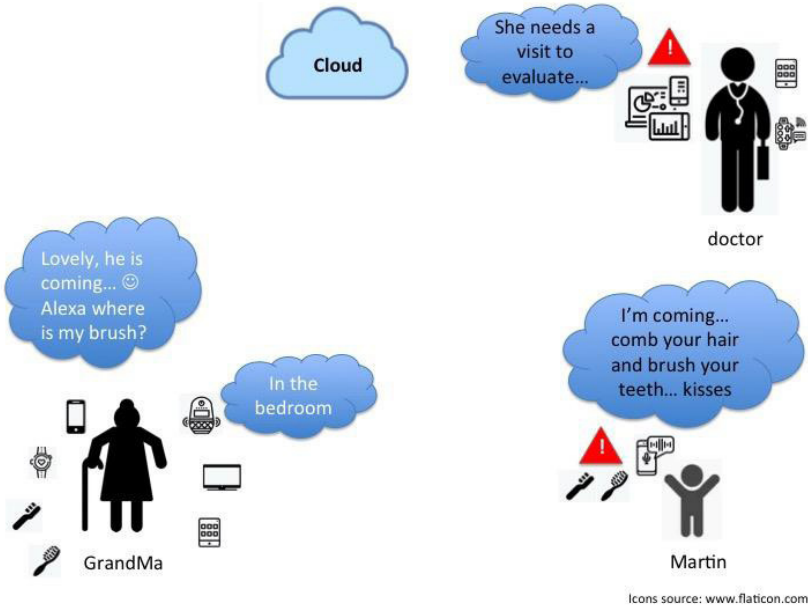 Cloud
She needs a
visit to
evaluate…
doctor
Lovely, he is
coming… ☺
Alexa where
is my brush?
In the
bedroom
GrandMa
I'm coming…
comb your hair
and brush your
teeth… kisses
Martin
Icons source: www.flaticon.com